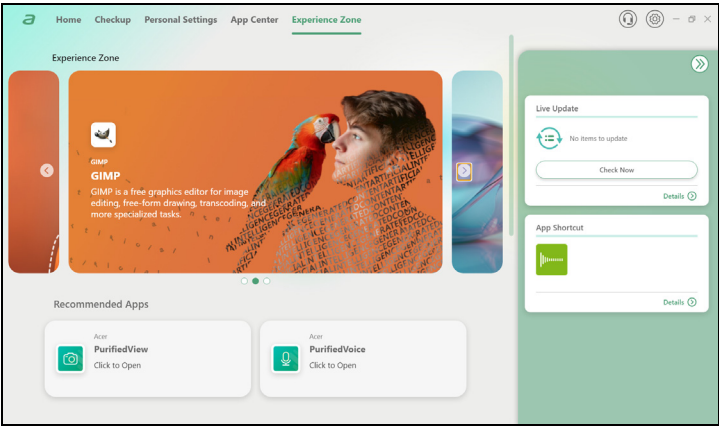 Home Checkup Personal Settings App Center Experience Zone
Experience Zone
GIMP
GIMP
GIMP is a free graphics editor for image
editing, free-form drawing, transcoding, and
more specialized tasks.
Recommended Apps
Acer
PurifiedView
Click to Open
Acer
PurifiedVoice
Click to Open
Live Update
No items to update
Check Now
Details
App Shortcut
Details